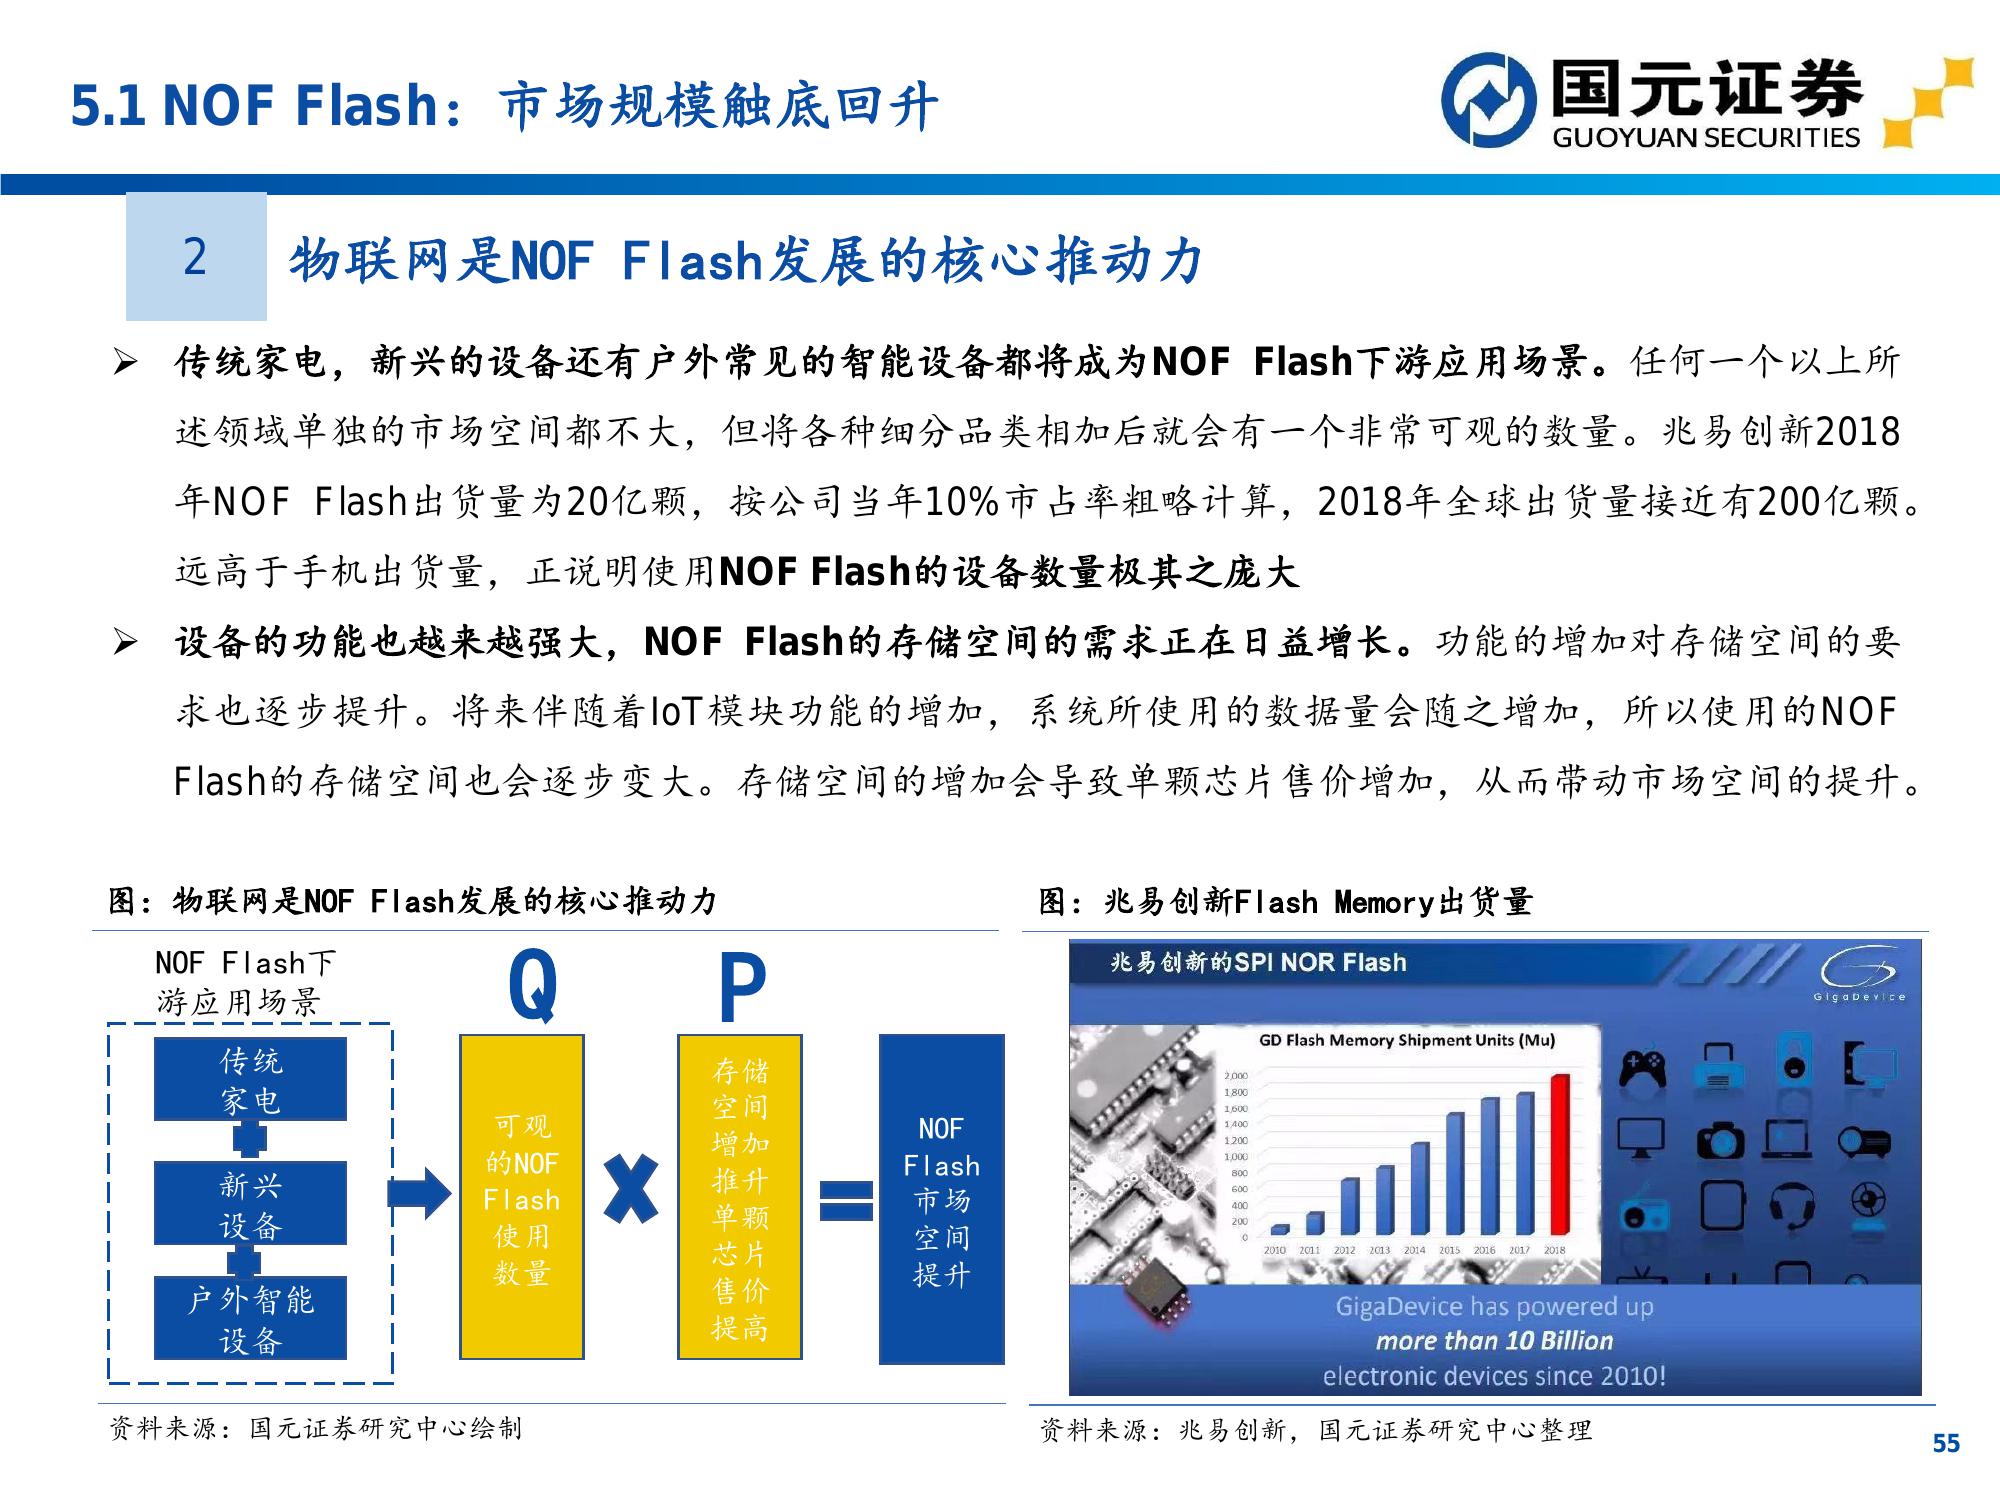 5.1 NOF Flash：市场规模触底回升
国元证券
GUOYUAN SECURITIES
2
物联网是NOF Flash发展的核心推动力
➢ 传统家电，新兴的设备还有户外常见的智能设备都将成为NOF Flash下游应用场景。任何一个以上所
述领域单独的市场空间都不大，但将各种细分品类相加后就会有一个非常可观的数量。兆易创新2018
年NOF Flash出货量为20亿颗，按公司当年10%市占率粗略计算，2018年全球出货量接近有200亿颗。
远高于手机出货量，正说明使用NOF Flash的设备数量极其之庞大
➢ 设备的功能也越来越强大，NOF Flash的存储空间的需求正在日益增长。功能的增加对存储空间的要
求也逐步提升。将来伴随着IoT模块功能的增加，系统所使用的数据量会随之增加，所以使用的NOF
Flash的存储空间也会逐步变大。存储空间的增加会导致单颗芯片售价增加，从而带动市场空间的提升。
图：物联网是NOF Flash发展的核心推动力
NOF Flash下
游应用场景
传统
家电
新兴
设备
户外智能
设备
Q
可观
的NOF
Flash
使用
数量
P
存储
空间
增加
推升
单颗
芯片
售价
提高
NOF
Flash
市场
空间
提升
资料来源：国元证券研究中心绘制
图：兆易创新Flash Memory出货量
兆易创新的SPI NOR Flash
GigaDevice
GD Flash Memory Shipment Units (Mu)
2,000
1,800
1,600
1,400
1,200
1,000
800
600
400
200
0
2010 2011 2012 2013 2014 2015 2016 2017 2018
GigaDevice has powered up
more than 10 Billion
electronic devices since 2010!
资料来源：兆易创新，国元证券研究中心整理
55